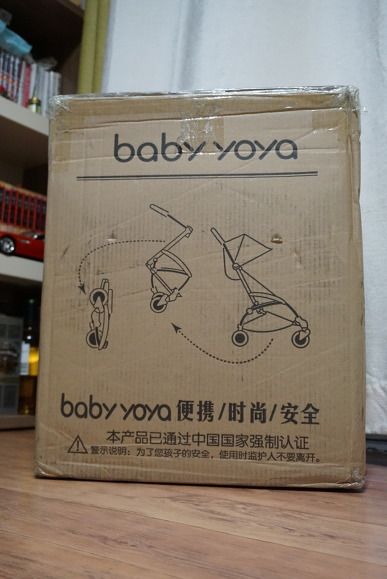 baby yoya
baby yoya 便携/时尚/安全
本产品已通过中国国家强制认证
警示说明：为了您孩子的安全，使用时监护人不要离开。